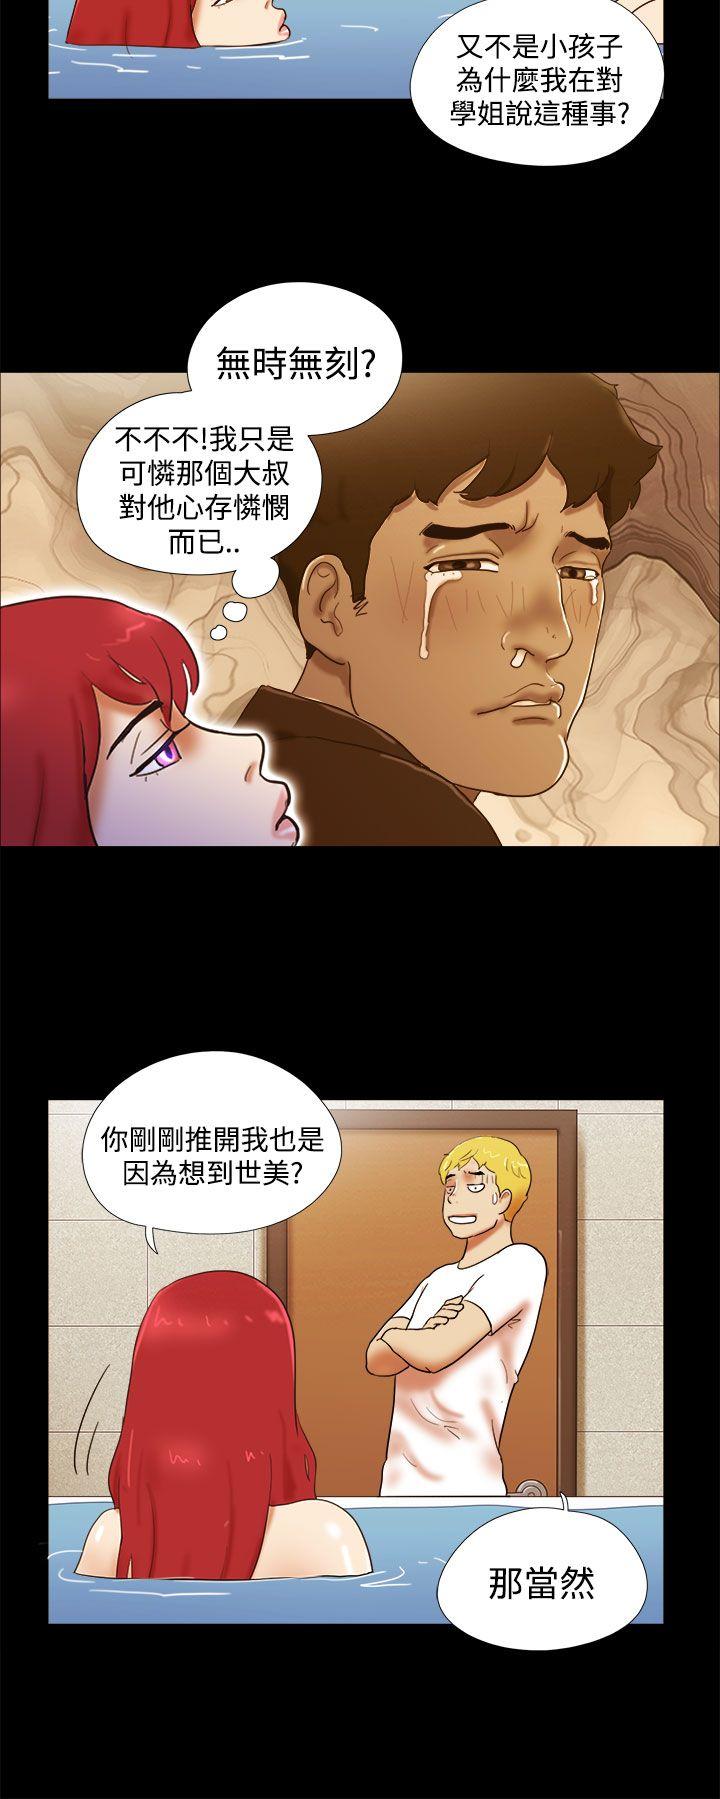 又不是小孩子
為什麼我在對
學姐說這種事?
無時無刻?
不不不!我只是
可憐那個大叔
對他心存憐憫
而已..
你剛剛推開我也是
因為想到世美?
那當然